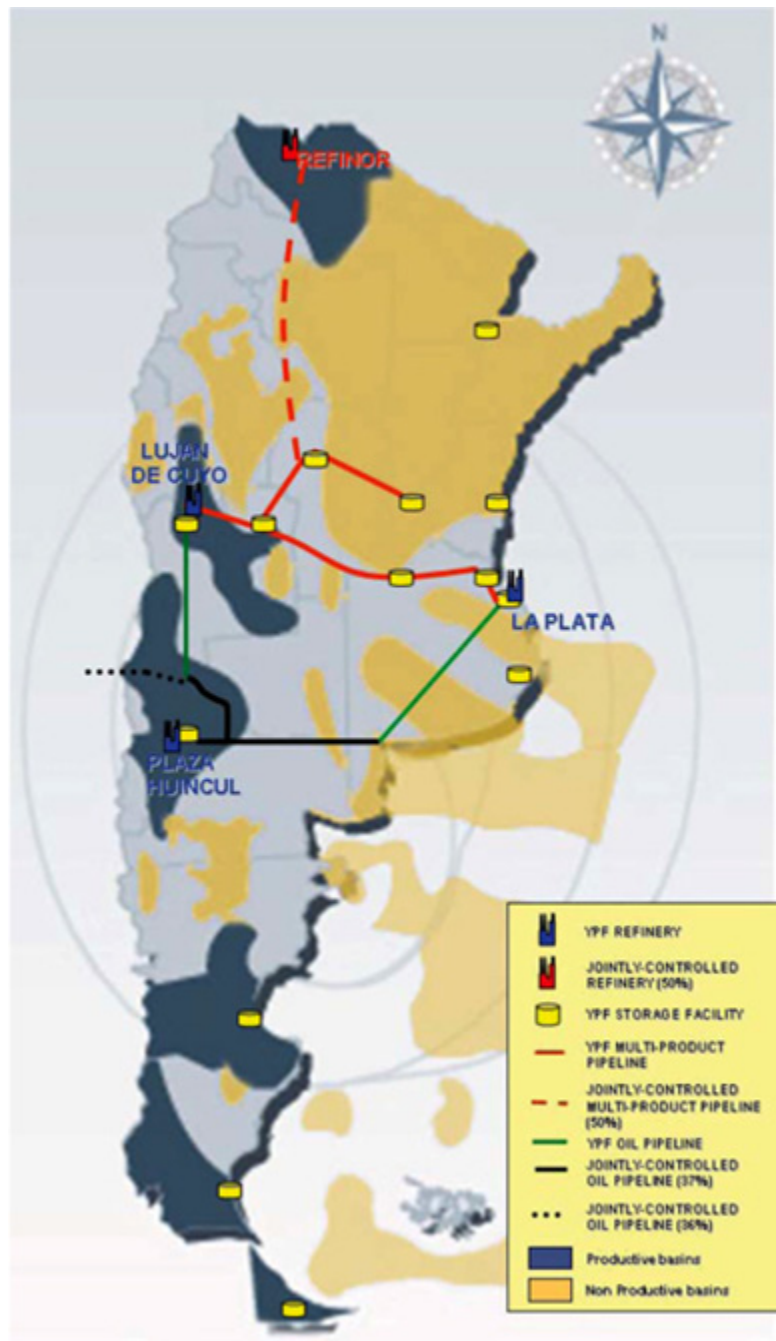 N
REFINOR
LUJAN
DE CUYO
LA PLATA
PLAZA
HUINCUL
YPF REFINERY
JOINTLY-CONTROLLED
REFINERY (50%)
YPF STORAGE FACILITY
YPF MULTI-PRODUCT
PIPELINE
JOINTLY-CONTROLLED
MULTI-PRODUCT PIPELINE
(50%)
YPF OIL PIPELINE
JOINTLY-CONTROLLED
OIL PIPELINE (37%)
JOINTLY-CONTROLLED
OIL PIPELINE (36%)
Productive basins
Non Productive basins